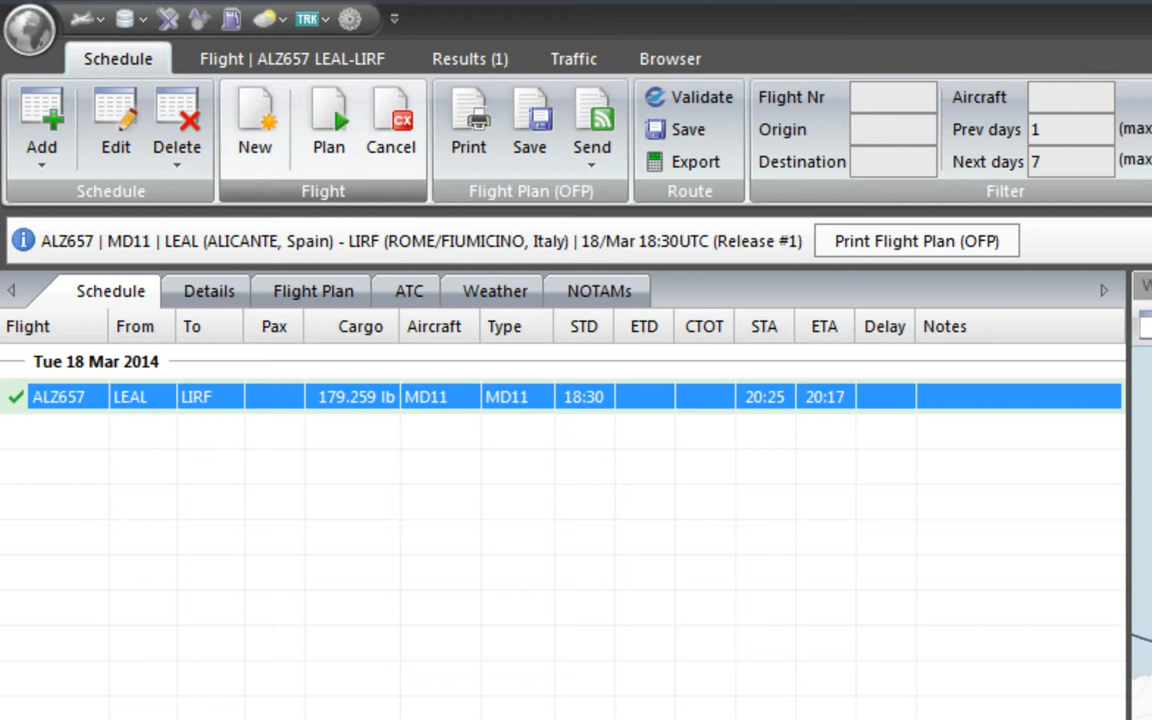 TRK
Schedule Flight | ALZ657 LEAL-LIRF Results (1) Traffic Browser
Add Edit Delete New Plan CX Cancel Print Save Send
Validate Save Export
Flight Nr Aircraft
Origin Prev days 1 (max
Destination Next days 7 (max
Schedule Flight Flight Plan (OFP) Route Filter
ALZ657 | MD11 | LEAL (ALICANTE, Spain) - LIRF (ROME/FIUMICINO, Italy) | 18/Mar 18:30UTC (Release #1) Print Flight Plan (OFP)
Schedule Details Flight Plan ATC Weather NOTAMs
Flight From To Pax Cargo Aircraft Type STD ETD CTOT STA ETA Delay Notes
Tue 18 Mar 2014
ALZ657 LEAL LIRF 179.259 lb MD11 MD11 18:30 20:25 20:17